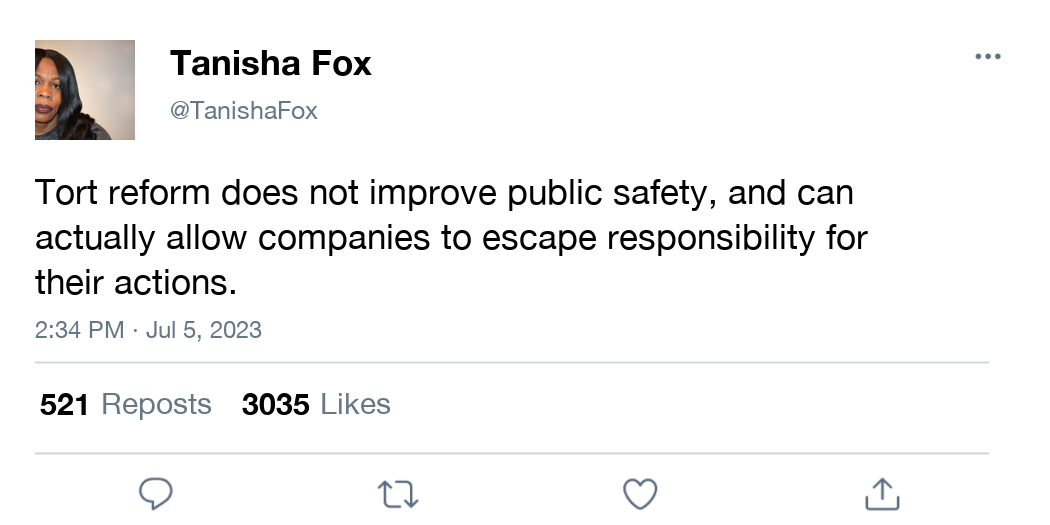 Tanisha Fox
@TanishaFox
Tort reform does not improve public safety, and can
actually allow companies to escape responsibility for
their actions.
2:34 PM · Jul 5, 2023
521 Reposts 3035 Likes